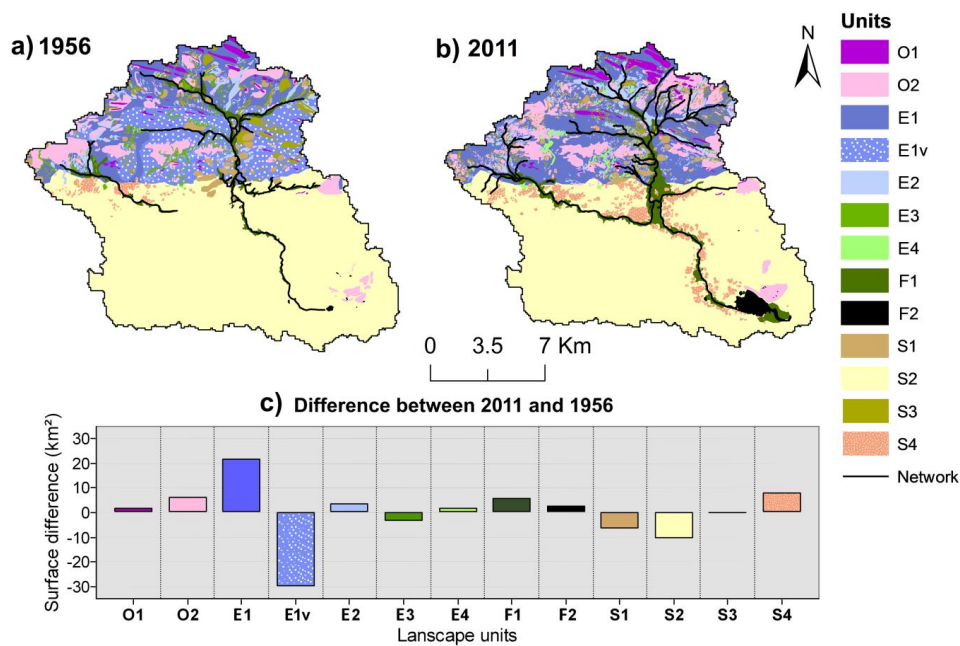 a) 1956
b) 2011
N
Units
O1
O2
E1
E1v
E2
E3
E4
F1
F2
S1
S2
S3
S4
Network
0 3.5 7 Km
c) Difference between 2011 and 1956
Surface difference (km²)
30
20
10
0
-10
-20
-30
O1 O2 E1 E1v E2 E3 E4 F1 F2 S1 S2 S3 S4
Lanscape units